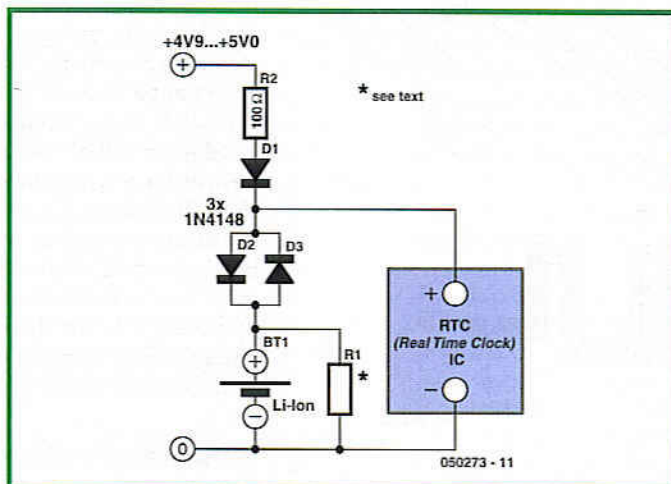 +4V9...+5V0
+
R2
* see text
100 Ω
D1
3x
1N4148
D2
D3
+
RTC
(Real Time Clock)
IC
−
BT1
+
R1
*
Li-Ion
−
0
050273 - 11